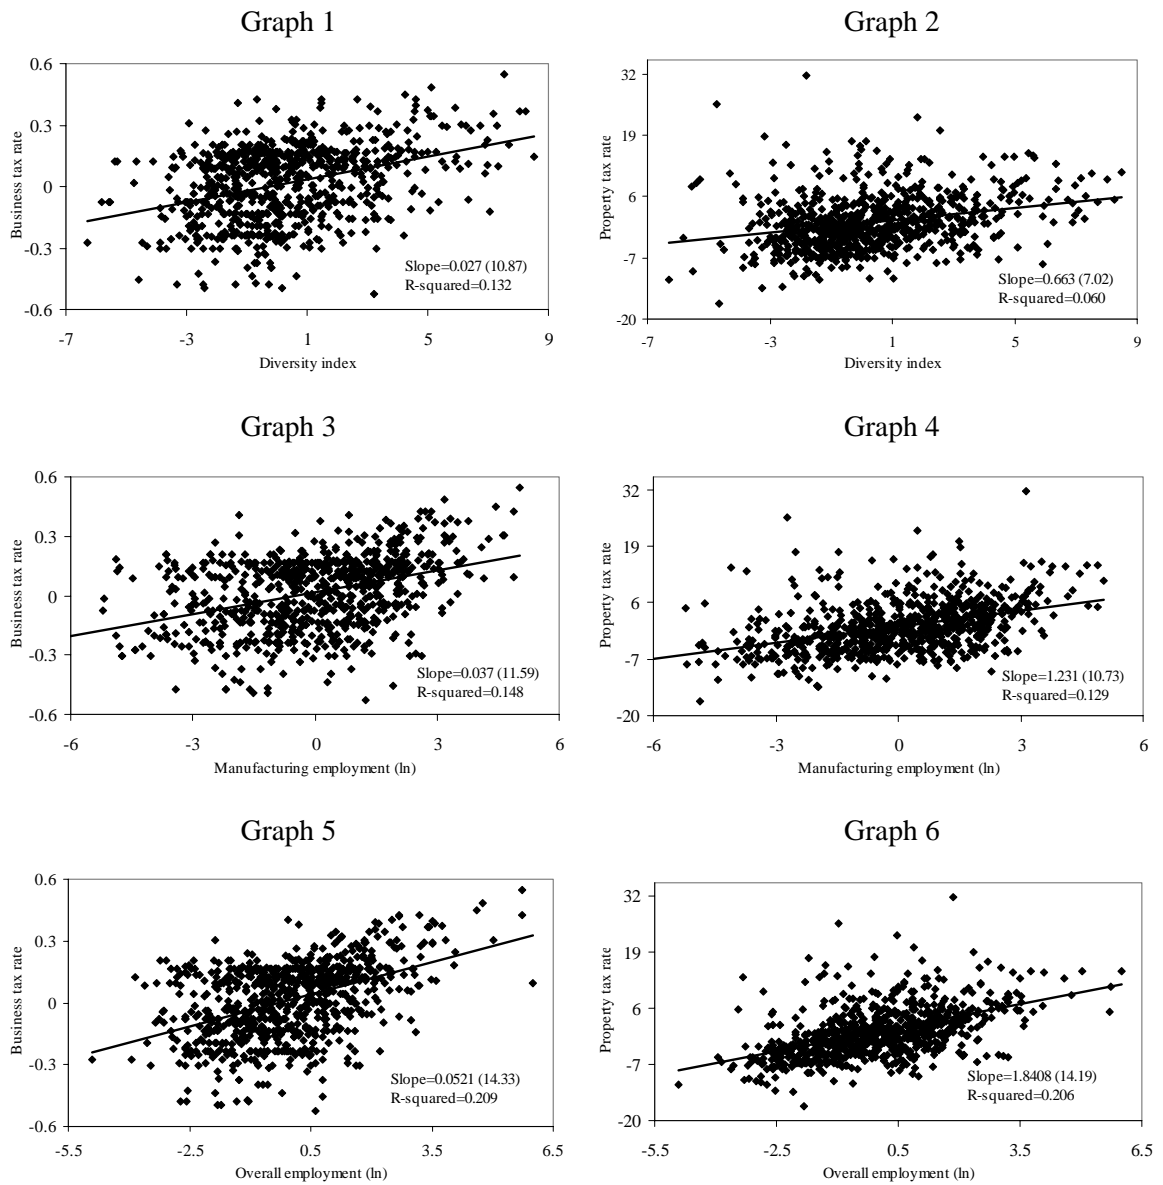 Graph 1
0.6
0.3
0
-0.3
-0.6
Business tax rate
Slope=0.027 (10.87)
R-squared=0.132
-7 -3 1 5 9
Diversity index
Graph 2
32
19
6
-7
-20
Property tax rate
Slope=0.663 (7.02)
R-squared=0.060
-7 -3 1 5 9
Diversity index
Graph 3
0.6
0.3
0
-0.3
-0.6
Business tax rate
Slope=0.037 (11.59)
R-squared=0.148
-6 -3 0 3 6
Manufacturing employment (ln)
Graph 4
32
19
6
-7
-20
Property tax rate
Slope=1.231 (10.73)
R-squared=0.129
-6 -3 0 3 6
Manufacturing employment (ln)
Graph 5
0.6
0.3
0
-0.3
-0.6
Business tax rate
Slope=0.0521 (14.33)
R-squared=0.209
-5.5 -2.5 0.5 3.5 6.5
Overall employment (ln)
Graph 6
32
19
6
-7
-20
Property tax rate
Slope=1.8408 (14.19)
R-squared=0.206
-5.5 -2.5 0.5 3.5 6.5
Overall employment (ln)